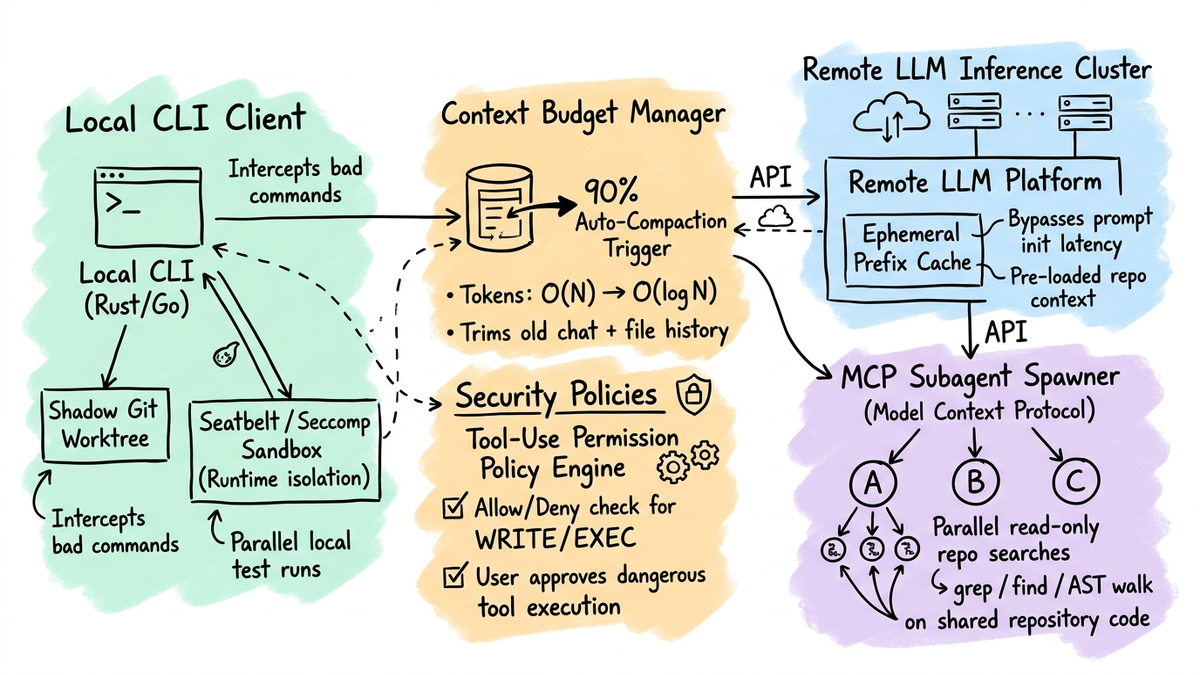 Local CLI Client
>_
Intercepts bad
commands
Local CLI
(Rust/Go)
Shadow Git
Worktree
Seatbelt / Seccomp
Sandbox
(Runtime isolation)
Intercepts
bad commands
Parallel local
test runs
Context Budget Manager
90%
Auto-Compaction
Trigger
• Tokens: O(N) → O(log N)
• Trims old chat + file history
Security Policies
Tool-Use Permission
Policy Engine
Allow/Deny check for
WRITE/EXEC
User approves dangerous
tool execution
API
Remote LLM Inference Cluster
...
Remote LLM Platform
Ephemeral
Prefix Cache
Bypasses prompt
init latency
Pre-loaded repo
context
API
MCP Subagent Spawner
(Model Context Protocol)
A
B
C
Parallel read-only
repo searches
grep / find / AST walk
on shared repository code